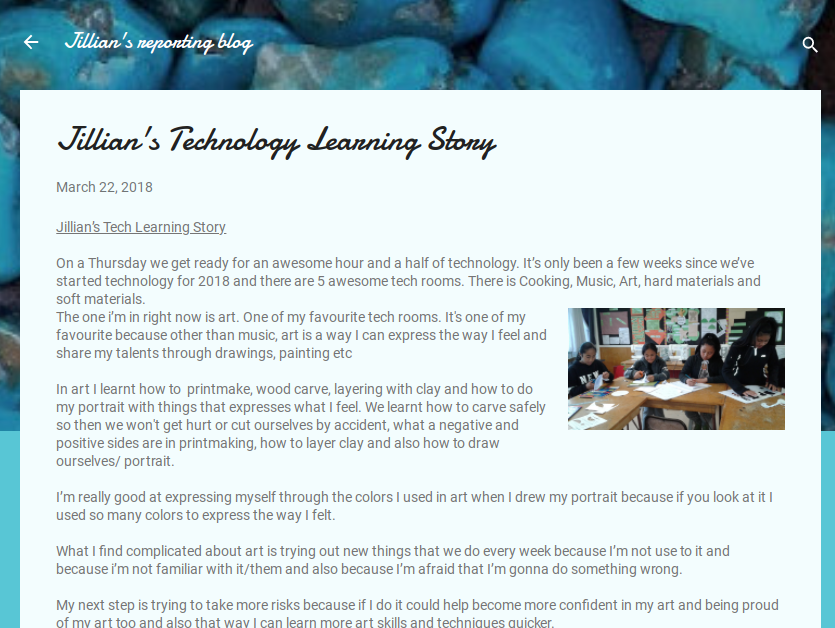 Jillian's reporting blog
Jillian's Technology Learning Story
March 22, 2018
Jillian’s Tech Learning Story
On a Thursday we get ready for an awesome hour and a half of technology. It’s only been a few weeks since we’ve
started technology for 2018 and there are 5 awesome tech rooms. There is Cooking, Music, Art, hard materials and
soft materials.
The one i’m in right now is art. One of my favourite tech rooms. It's one of my
favourite because other than music, art is a way I can express the way I feel and
share my talents through drawings, painting etc
In art I learnt how to  printmake, wood carve, layering with clay and how to do
my portrait with things that expresses what I feel. We learnt how to carve safely
so then we won't get hurt or cut ourselves by accident, what a negative and
positive sides are in printmaking, how to layer clay and also how to draw
ourselves/ portrait.
I’m really good at expressing myself through the colors I used in art when I drew my portrait because if you look at it I
used so many colors to express the way I felt.
What I find complicated about art is trying out new things that we do every week because I’m not use to it and
because i’m not familiar with it/them and also because I’m afraid that I’m gonna do something wrong.
My next step is trying to take more risks because if I do it could help become more confident in my art and being proud
of my art too and also that way I can learn more art skills and techniques quicker.